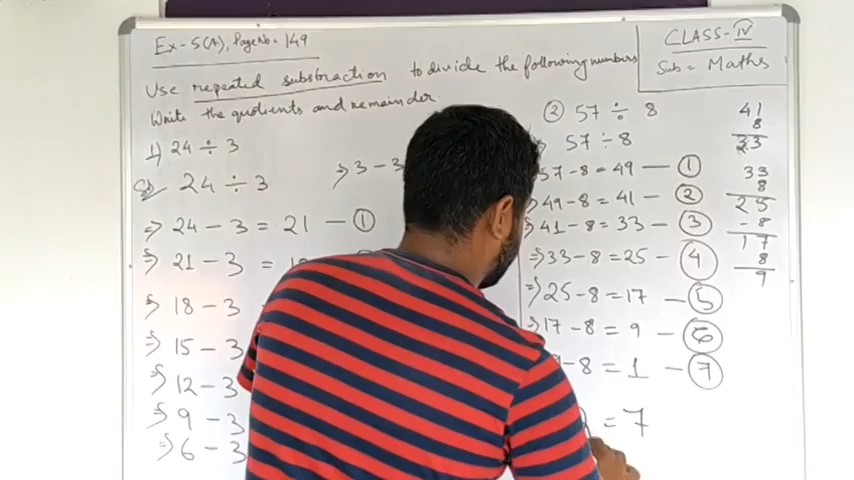 Ex-5(A), Page No. 149
Use repeated substraction to divide the following numbers
Write the quotients and remainder.
1) 24 ÷ 3
Sol 24 ÷ 3
⇒ 24 - 3 = 21 - ①
⇒ 21 - 3 =
⇒ 18 - 3
⇒ 15 - 3
⇒ 12 - 3
⇒ 9 - 3
⇒ 6 - 3
⇒ 3 - 3
CLASS-IV
Sub = Maths
② 57 ÷ 8
57 ÷ 8
57 - 8 = 49 — ①
⇒ 49 - 8 = 41 — ②
⇒ 41 - 8 = 33 — ③
⇒ 33 - 8 = 25 - ④
⇒ 25 - 8 = 17 — ⑤
⇒ 17 - 8 = 9 — ⑥
- 8 = 1 — ⑦
= 7
41
8
33
33
8
25
- 8
17
8
9